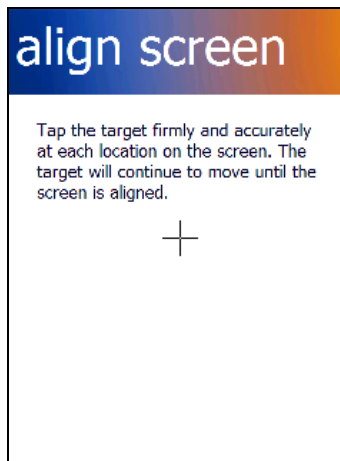 align screen
Tap the target firmly and accurately
at each location on the screen. The
target will continue to move until the
screen is aligned.